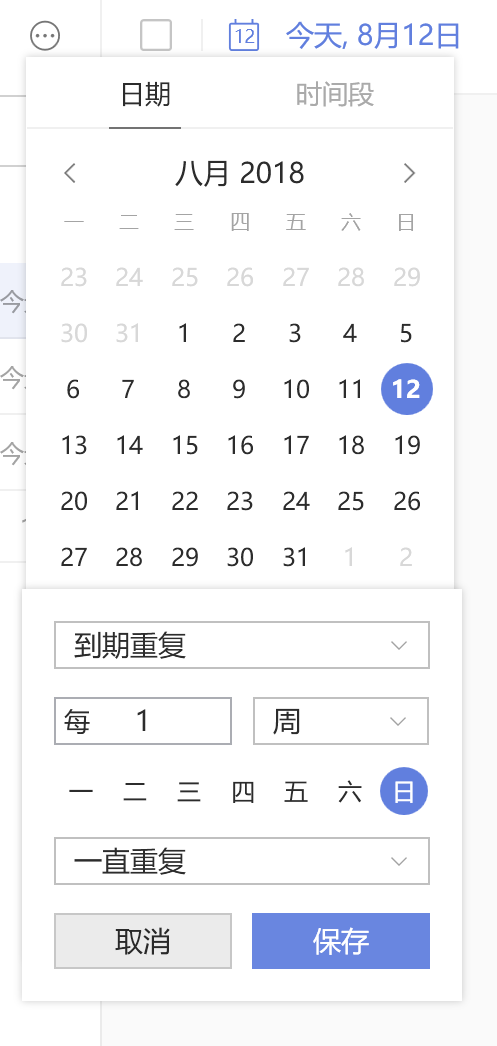 12 今天, 8月12日
日期 时间段
八月 2018
一 二 三 四 五 六 日
23 24 25 26 27 28 29
30 31 1 2 3 4 5
今
6 7 8 9 10 11 12
今
13 14 15 16 17 18 19
今
20 21 22 23 24 25 26
27 28 29 30 31 1 2
到期重复
每 1 周
一 二 三 四 五 六 日
一直重复
取消 保存